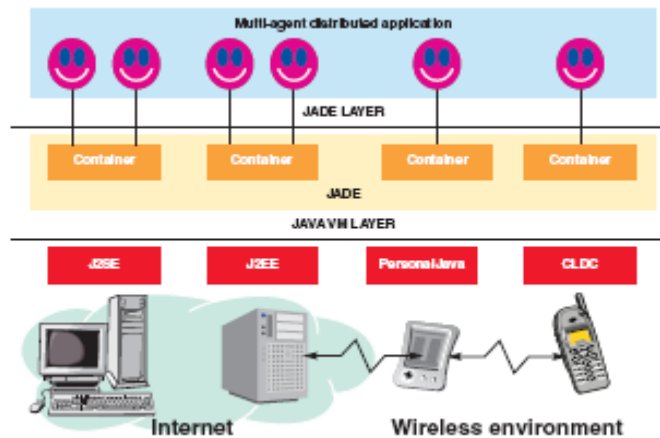 Multi-agent distributed application
JADE LAYER
Container Container Container Container
JADE
JAVA VM LAYER
J2SE J2EE PersonalJava CLDC
Internet Wireless environment